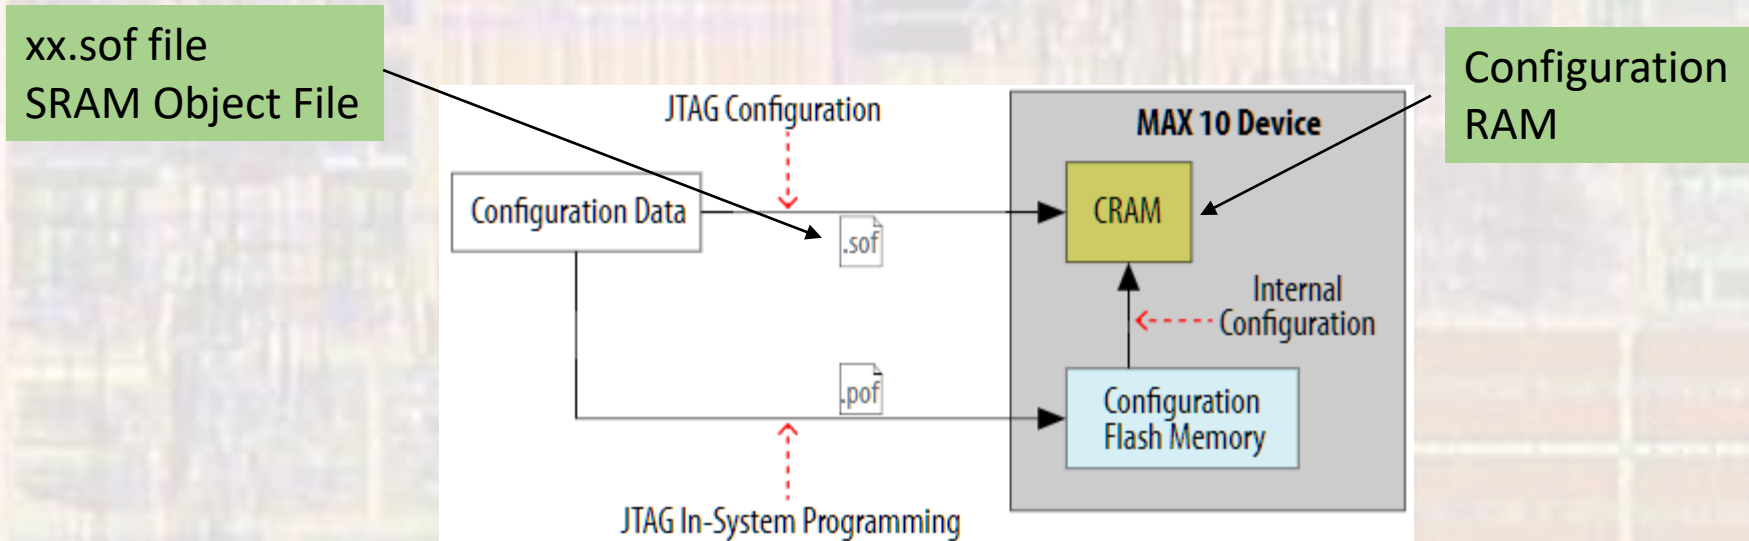 xx.sof file
SRAM Object File
Configuration
RAM
JTAG Configuration
MAX 10 Device
Configuration Data
.sof
CRAM
Internal
Configuration
.pof
Configuration
Flash Memory
JTAG In-System Programming